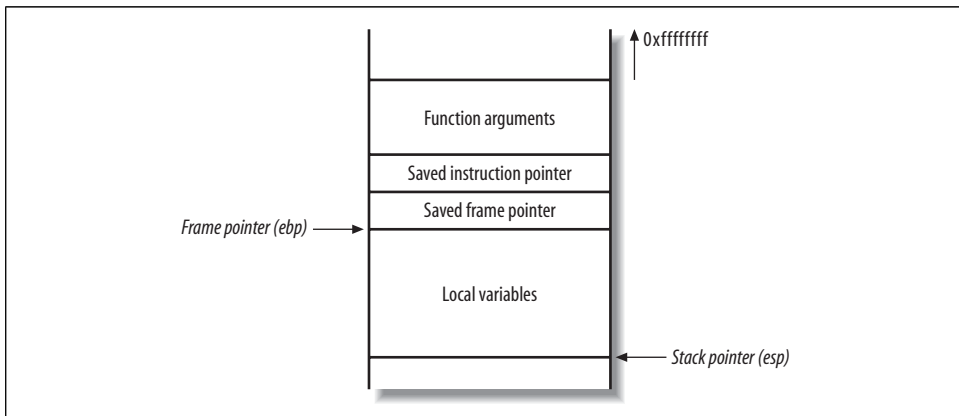 0xffffffff
Function arguments
Saved instruction pointer
Saved frame pointer
Frame pointer (ebp)
Local variables
Stack pointer (esp)